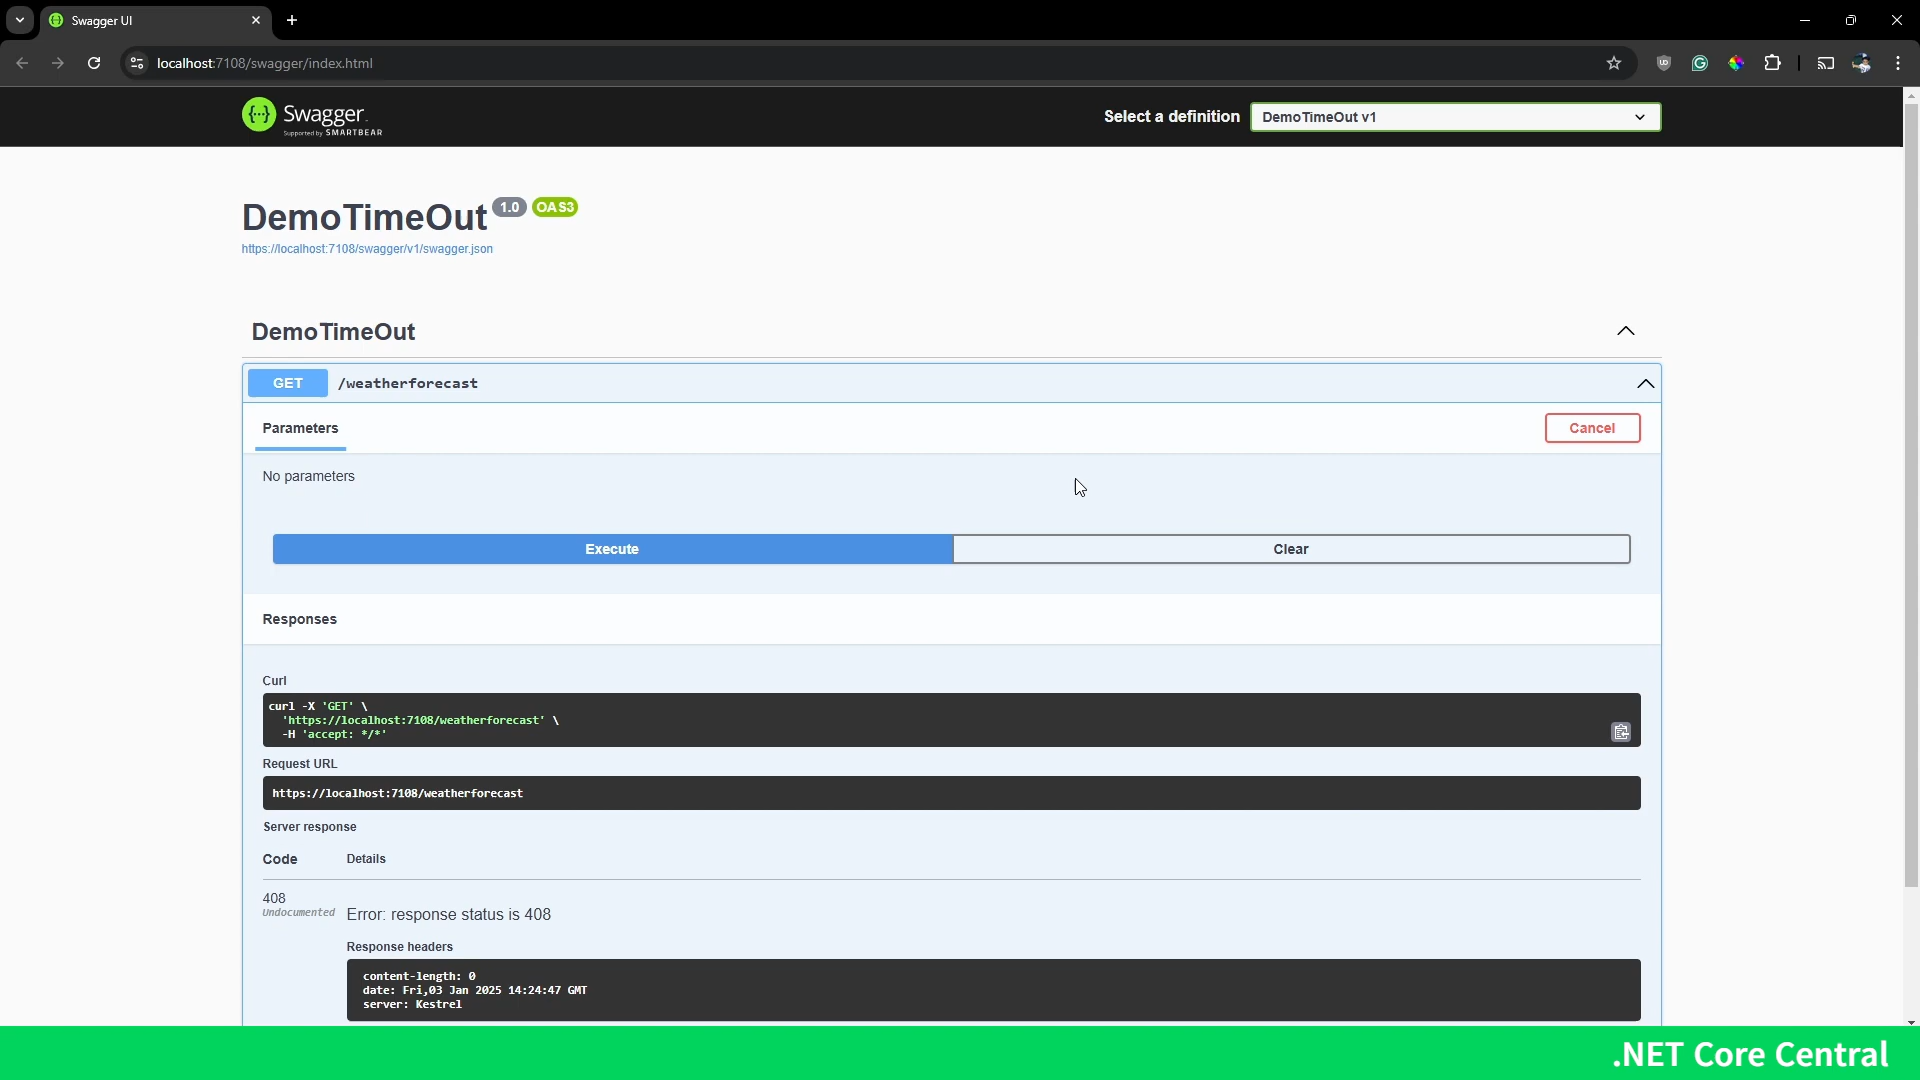 Swagger UI
localhost:7108/swagger/index.html
Swagger
Supported by SMARTBEAR
Select a definition
DemoTimeOut v1
DemoTimeOut 1.0 OAS3
https://localhost:7108/swagger/v1/swagger.json
DemoTimeOut
GET /weatherforecast
Parameters
Cancel
No parameters
Execute
Clear
Responses
Curl
curl -X 'GET' \
'https://localhost:7108/weatherforecast' \
-H 'accept: */*'
Request URL
https://localhost:7108/weatherforecast
Server response
Code Details
408
Undocumented
Error: response status is 408
Response headers
content-length: 0
date: Fri,03 Jan 2025 14:24:47 GMT
server: Kestrel
.NET Core Central